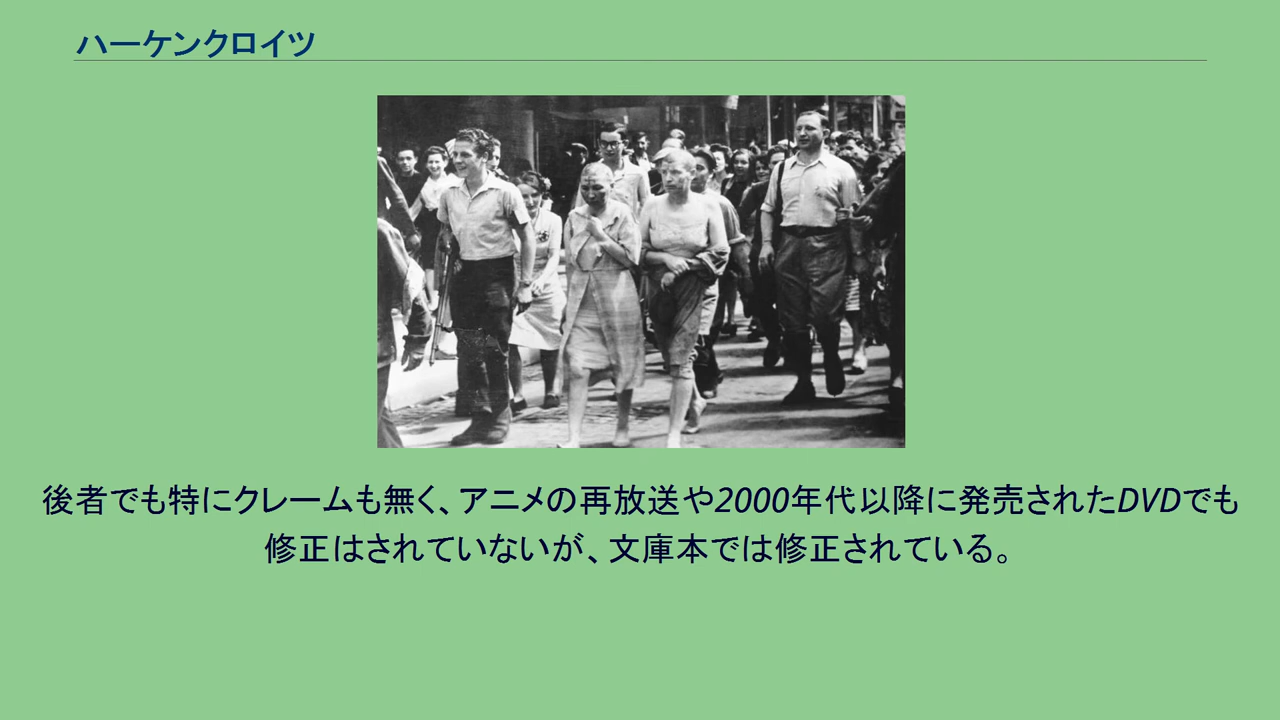 ハーケンクロイツ
後者でも特にクレームも無く、アニメの再放送や2000年代以降に発売されたDVDでも
修正はされていないが、文庫本では修正されている。